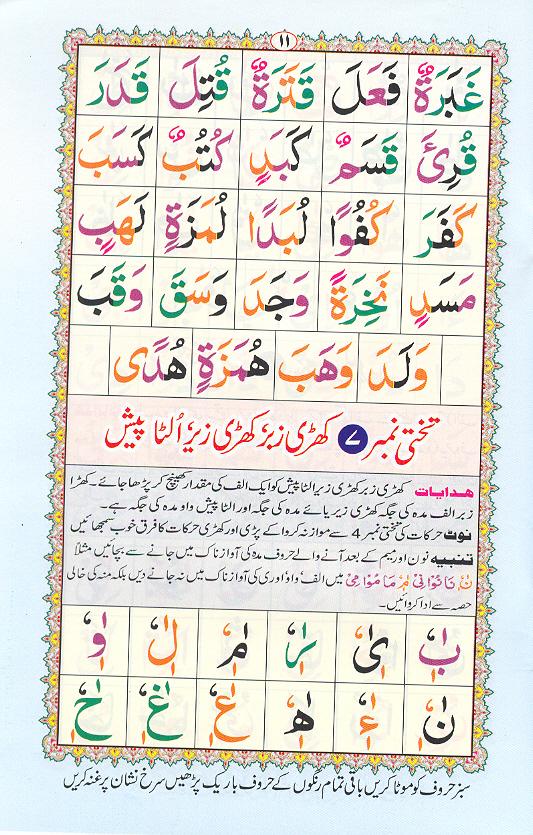 ١١
غَبَرَةٌ فَعَلَ قَتَرَةٌ قُتِلَ قَدَرَ
قُرِئَ قَسَمٌ كَبَدٍ كُتُبٌ كَسَبَ
كَفَرَ كُفُوًا لُبَدًا لُمَزَةٍ لَهَبٍ
مَسَدٍ نَخِرَةً وَجَدَ وَسَقَ وَقَبَ
وَلَدَ وَهَبَ هُمَزَةٍ هُدًى
تختی نمبر ۷ کھڑی زبر کھڑی زیر اُلٹا پیش
ھدایات کھڑی زبر کھڑی زیر الٹا پیش کو ایک الف کی مقدار کھینچ کر پڑھا جائے۔ کھڑا
زبر الف مدہ کی جگہ کھڑی زیر یائے مدہ کی جگہ اور الٹا پیش واو مدہ کی جگہ ہے۔
نوٹ حرکات کی تختی نمبر 4 سے موازنہ کروا کے پڑی اور کھڑی حرکات کا فرق خوب سمجھائیں
تنبیہ نون اور میم کے بعد آنے والے حروف مدہ کی آواز ناک میں جانے سے بچائیں مثلاً
نَا نُوْا نِیْ مَا مُوْا مِیْ میں الف واو اور ی کی آواز ناک میں نہ جانے دیں بلکہ منہ کی خالی
حصہ سے ادا کروائیں۔
ب ی ر م ل و
ن ء ھ ع غ ح
سبز حروف کو موٹا کریں باقی تمام رنگوں کے حروف باریک پڑھیں سرخ نشان پر غنہ کریں